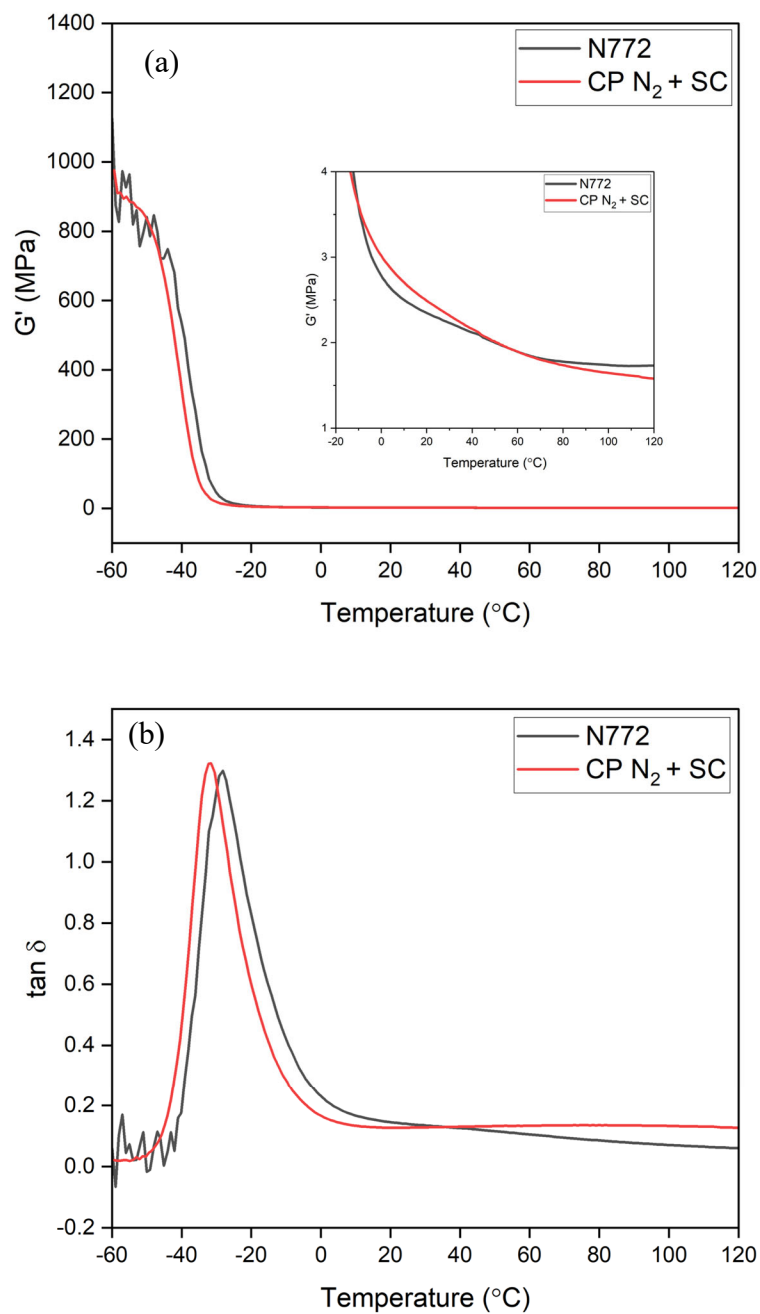 (a)
N772
CP N₂ + SC
1400
1200
1000
800
600
400
200
0
G' (MPa)
-60 -40 -20 0 20 40 60 80 100 120
Temperature (°C)
N772
CP N₂ + SC
4
3
2
1
G' (MPa)
-20 0 20 40 60 80 100 120
Temperature (°C)
(b)
N772
CP N₂ + SC
1.4
1.2
1.0
0.8
0.6
0.4
0.2
0.0
-0.2
tan δ
-60 -40 -20 0 20 40 60 80 100 120
Temperature (°C)